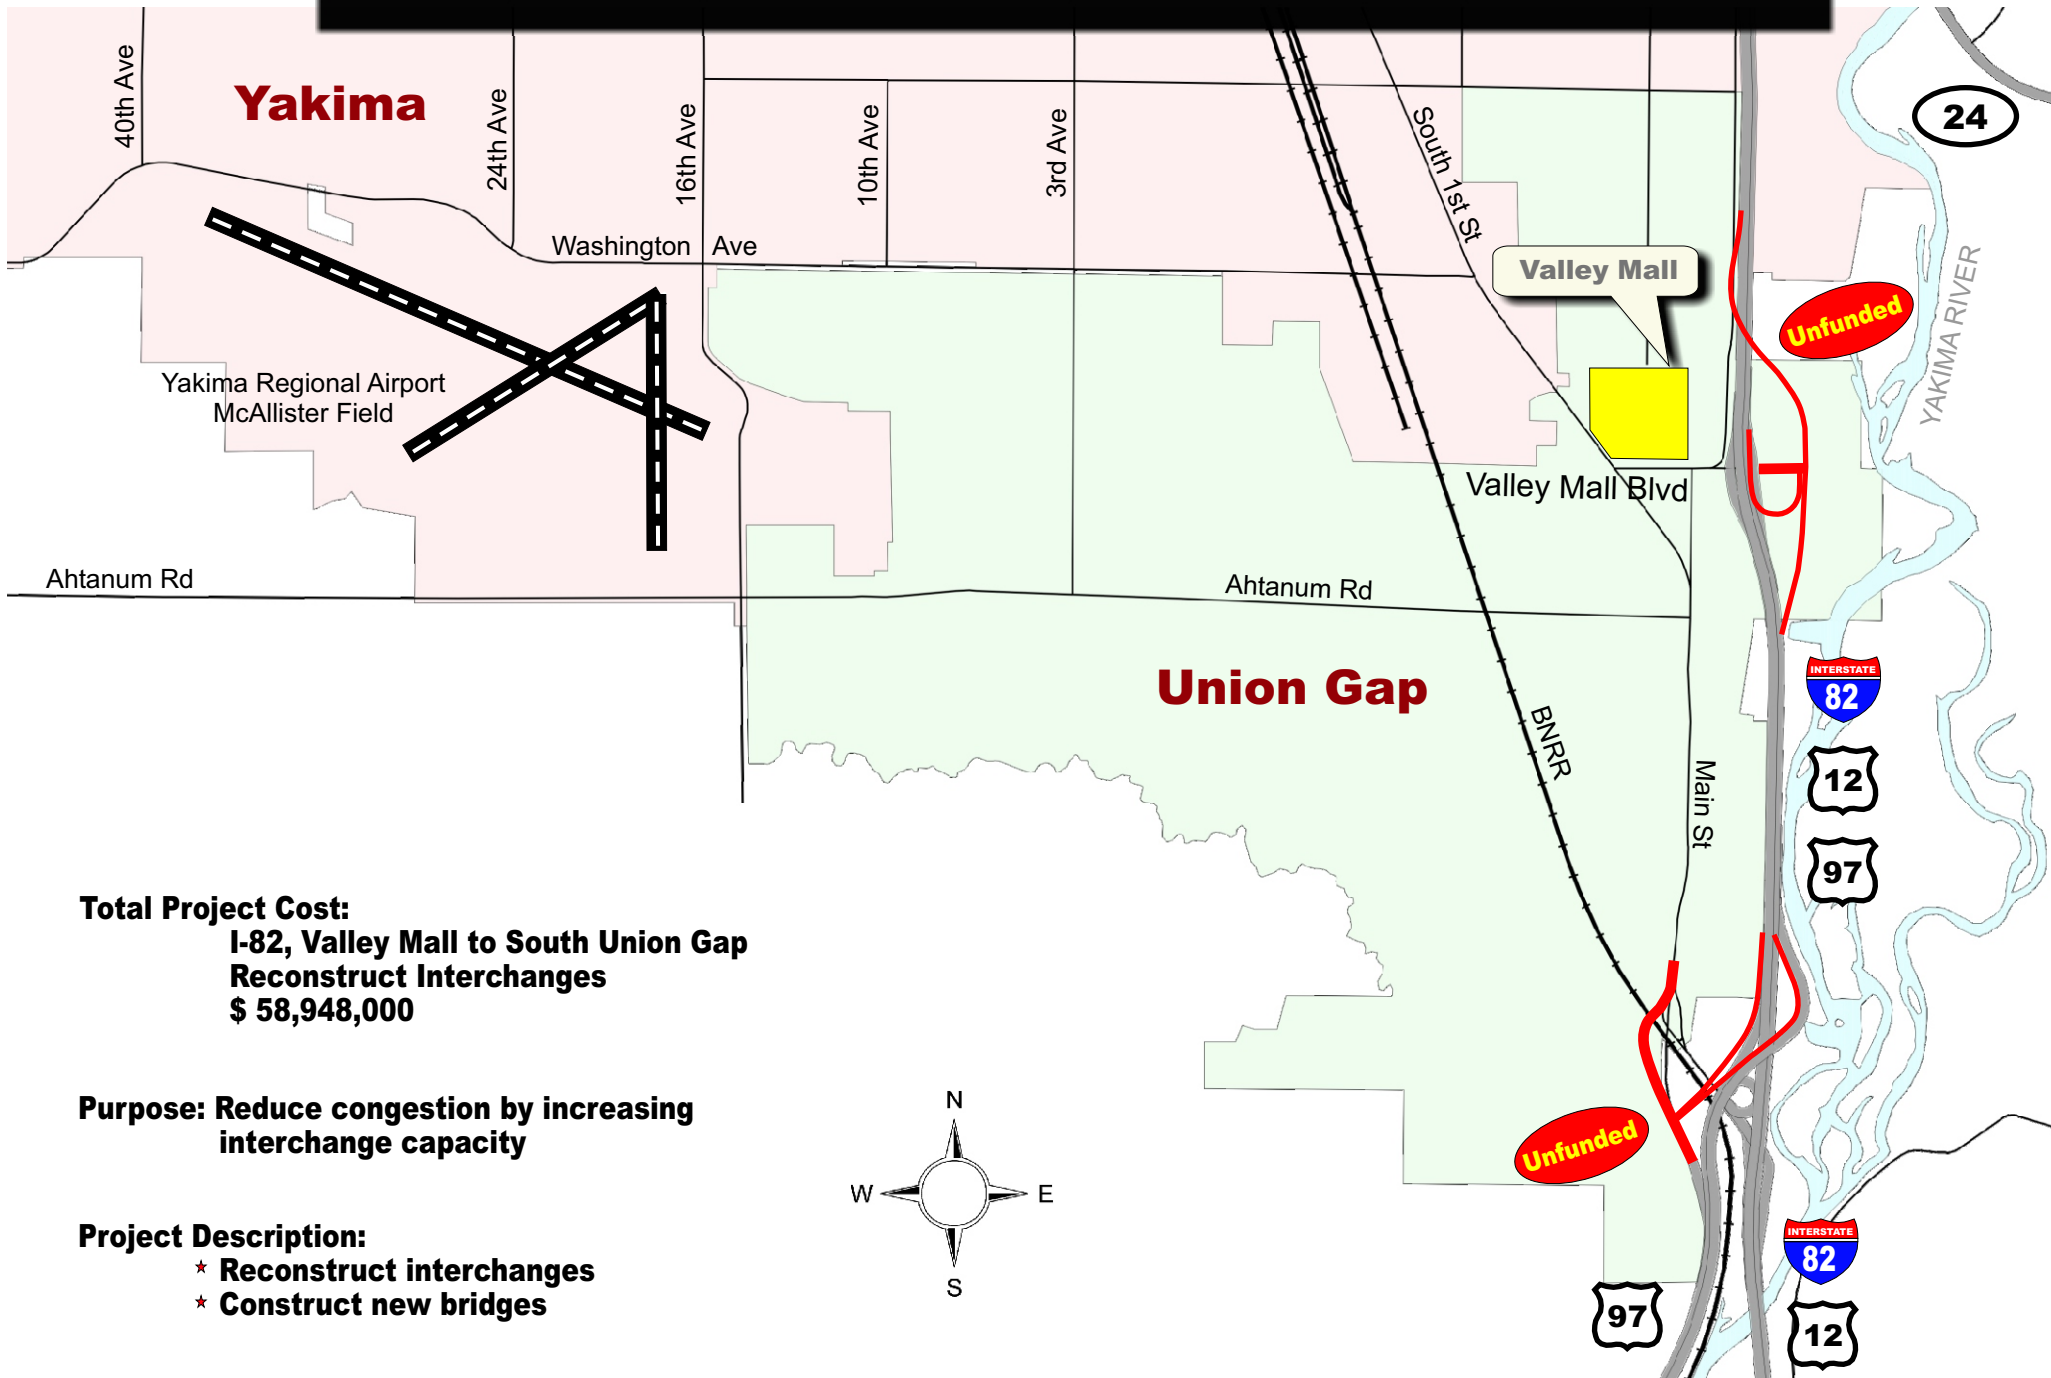 40th Ave
Yakima
24th Ave
16th Ave
10th Ave
3rd Ave
South 1st St
24
Washington Ave
Valley Mall
Unfunded
YAKIMA RIVER
Yakima Regional Airport
McAllister Field
Valley Mall Blvd
Ahtanum Rd
Ahtanum Rd
Union Gap
INTERSTATE
82
BNRR
12
Main St
97
Total Project Cost:
I-82, Valley Mall to South Union Gap
Reconstruct Interchanges
$ 58,948,000
Purpose: Reduce congestion by increasing
interchange capacity
N
W
E
S
Unfunded
Project Description:
Reconstruct interchanges
Construct new bridges
INTERSTATE
82
97
12